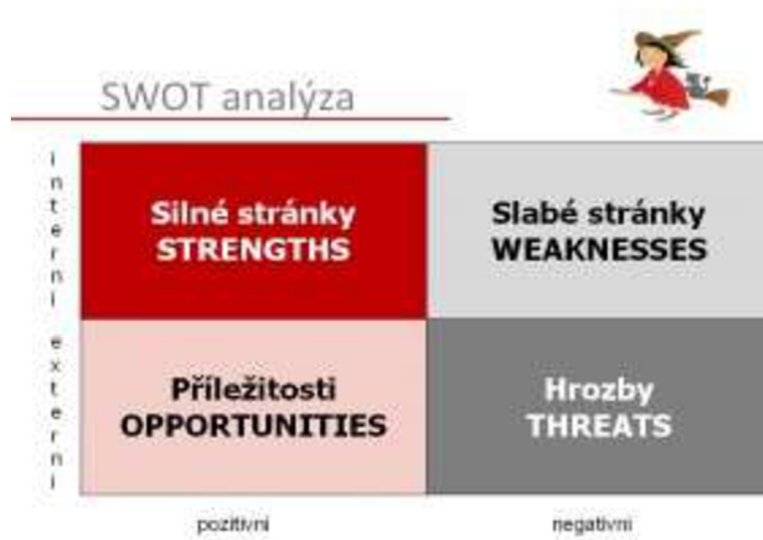 SWOT analýza
interní
Silné stránky
STRENGTHS
Slabé stránky
WEAKNESSES
externí
Příležitosti
OPPORTUNITIES
Hrozby
THREATS
pozitivní
negativní